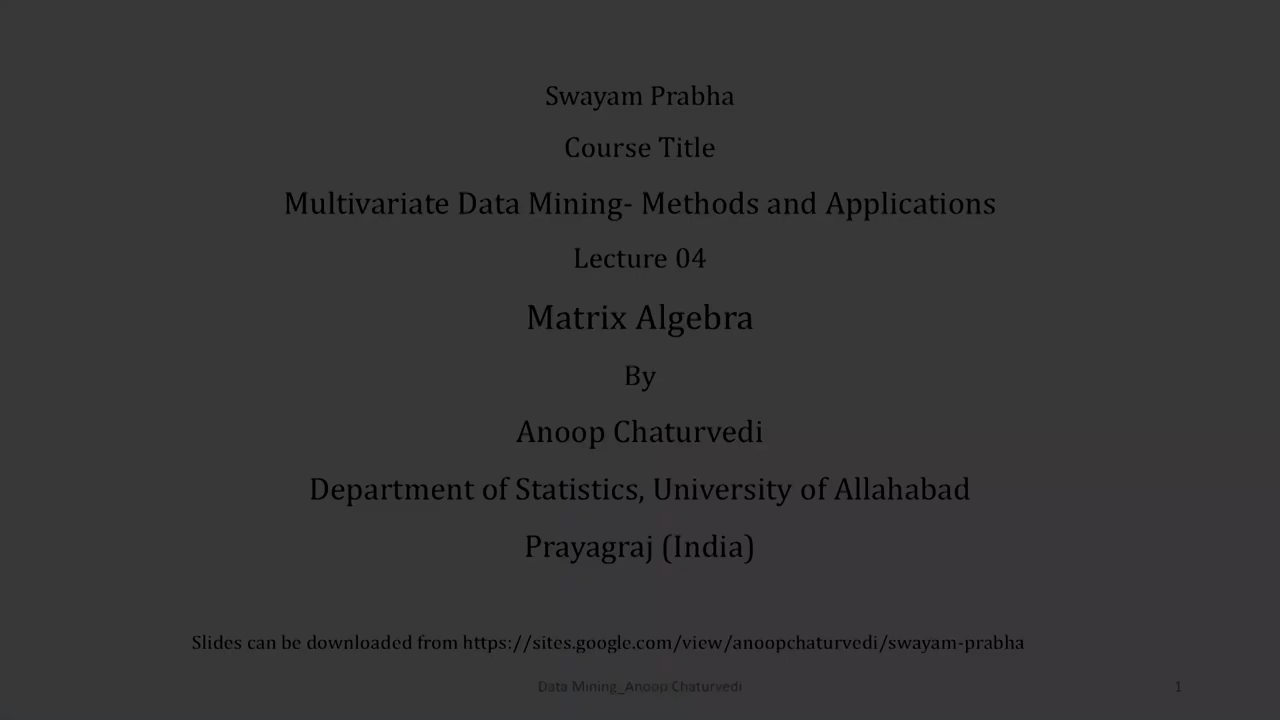 Swayam Prabha
Course Title
Multivariate Data Mining- Methods and Applications
Lecture 04
Matrix Algebra
By
Anoop Chaturvedi
Department of Statistics, University of Allahabad
Prayagraj (India)
Slides can be downloaded from https://sites.google.com/view/anoopchaturvedi/swayam-prabha
Data Mining_Anoop Chaturvedi 1